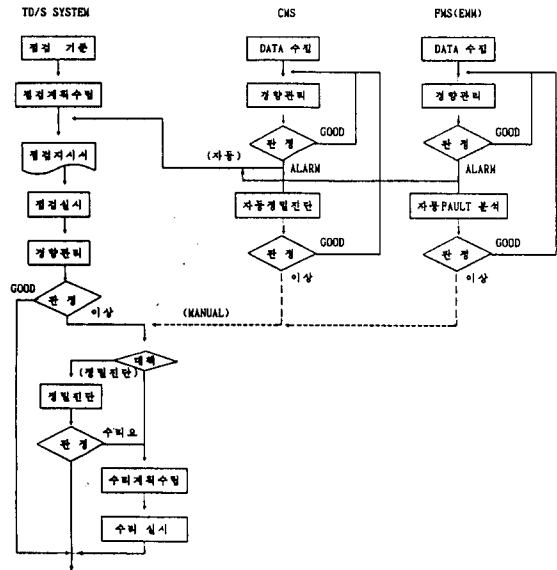 TD/S SYSTEM
CMS
PMS(EMM)
점검 기준
DATA 수집
DATA 수집
점검계획수립
경향관리
경향관리
GOOD
GOOD
판 정
판 정
(자동)
ALARM
ALARM
점검지시서
점검실시
자동정밀진단
자동FAULT 분석
경향관리
GOOD
GOOD
판 정
판 정
GOOD
이상
이상
판 정
이상
(MANUAL)
대책
(정밀진단)
정밀진단
수리요
판 정
수리계획수립
수리 실시